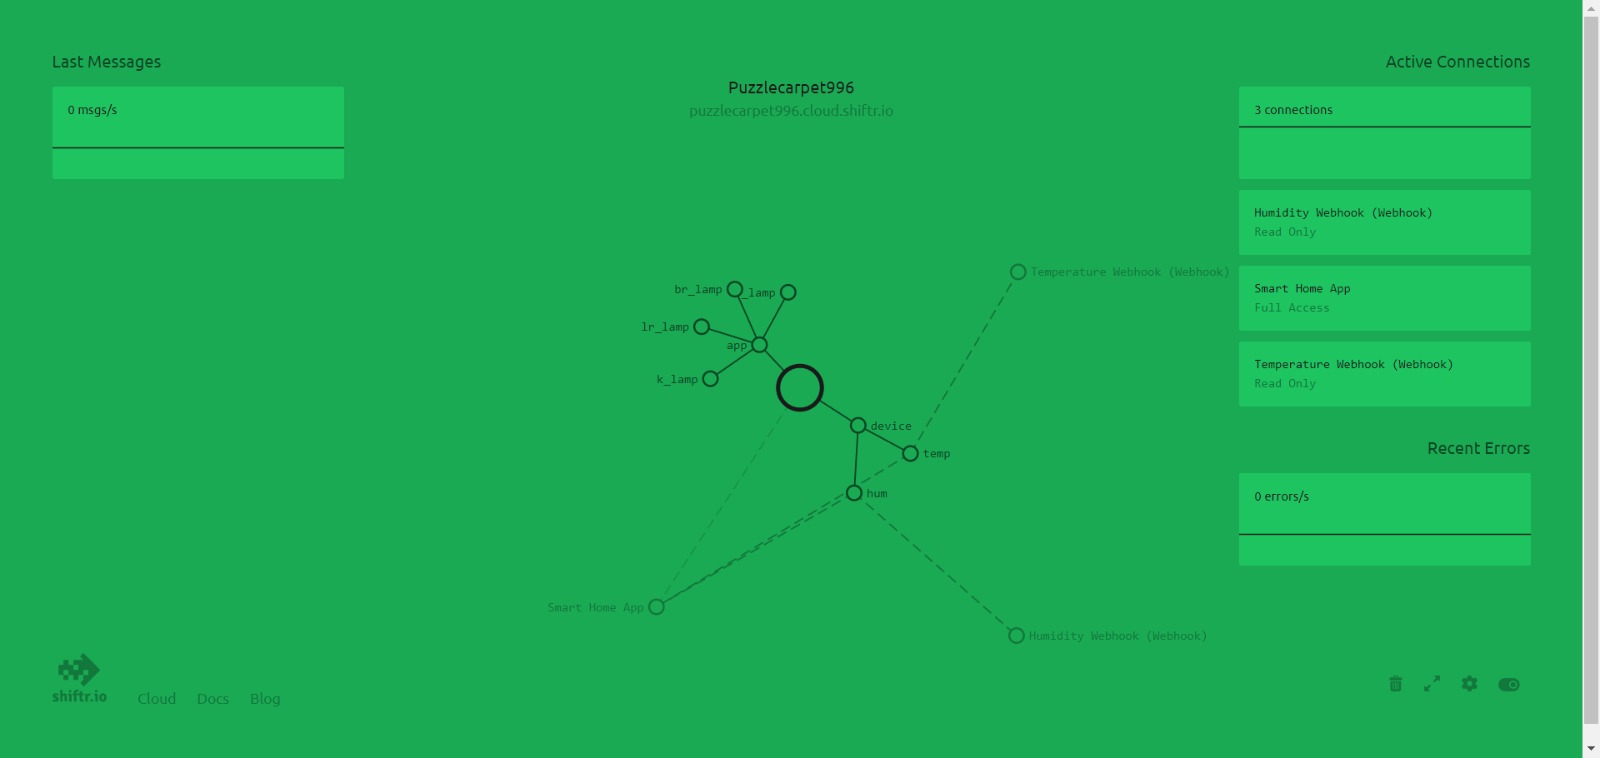 Last Messages
0 msgs/s
Puzzlecarpet996
puzzlecarpet996.cloud.shiftr.io
Active Connections
3 connections
Humidity Webhook (Webhook)
Read Only
Smart Home App
Full Access
Temperature Webhook (Webhook)
Read Only
Recent Errors
0 errors/s
Temperature Webhook (Webhook)
br_lamp
_lamp
lr_lamp
app
k_lamp
device
temp
hum
Smart Home App
Humidity Webhook (Webhook)
shiftr.io
Cloud
Docs
Blog